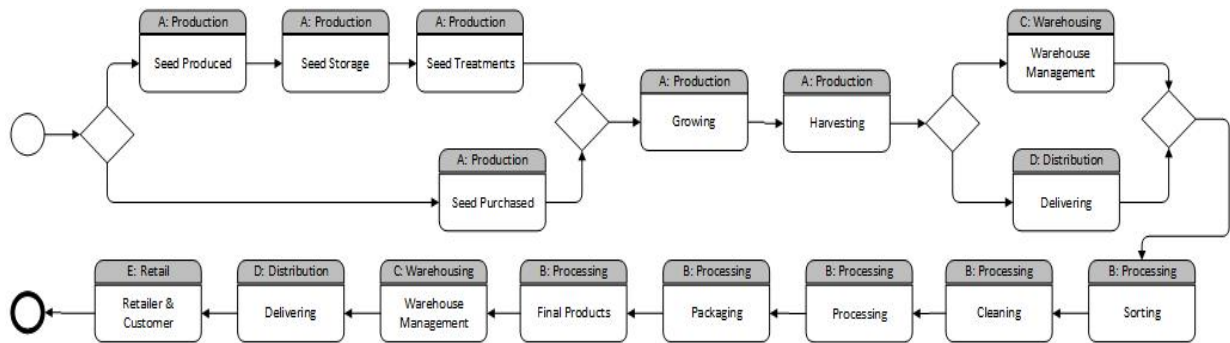 A: Production
Seed Produced
A: Production
Seed Storage
A: Production
Seed Treatments
A: Production
Seed Purchased
A: Production
Growing
A: Production
Harvesting
C: Warehousing
Warehouse
Management
D: Distribution
Delivering
E: Retail
Retailer &
Customer
D: Distribution
Delivering
C: Warehousing
Warehouse
Management
B: Processing
Final Products
B: Processing
Packaging
B: Processing
Processing
B: Processing
Cleaning
B: Processing
Sorting